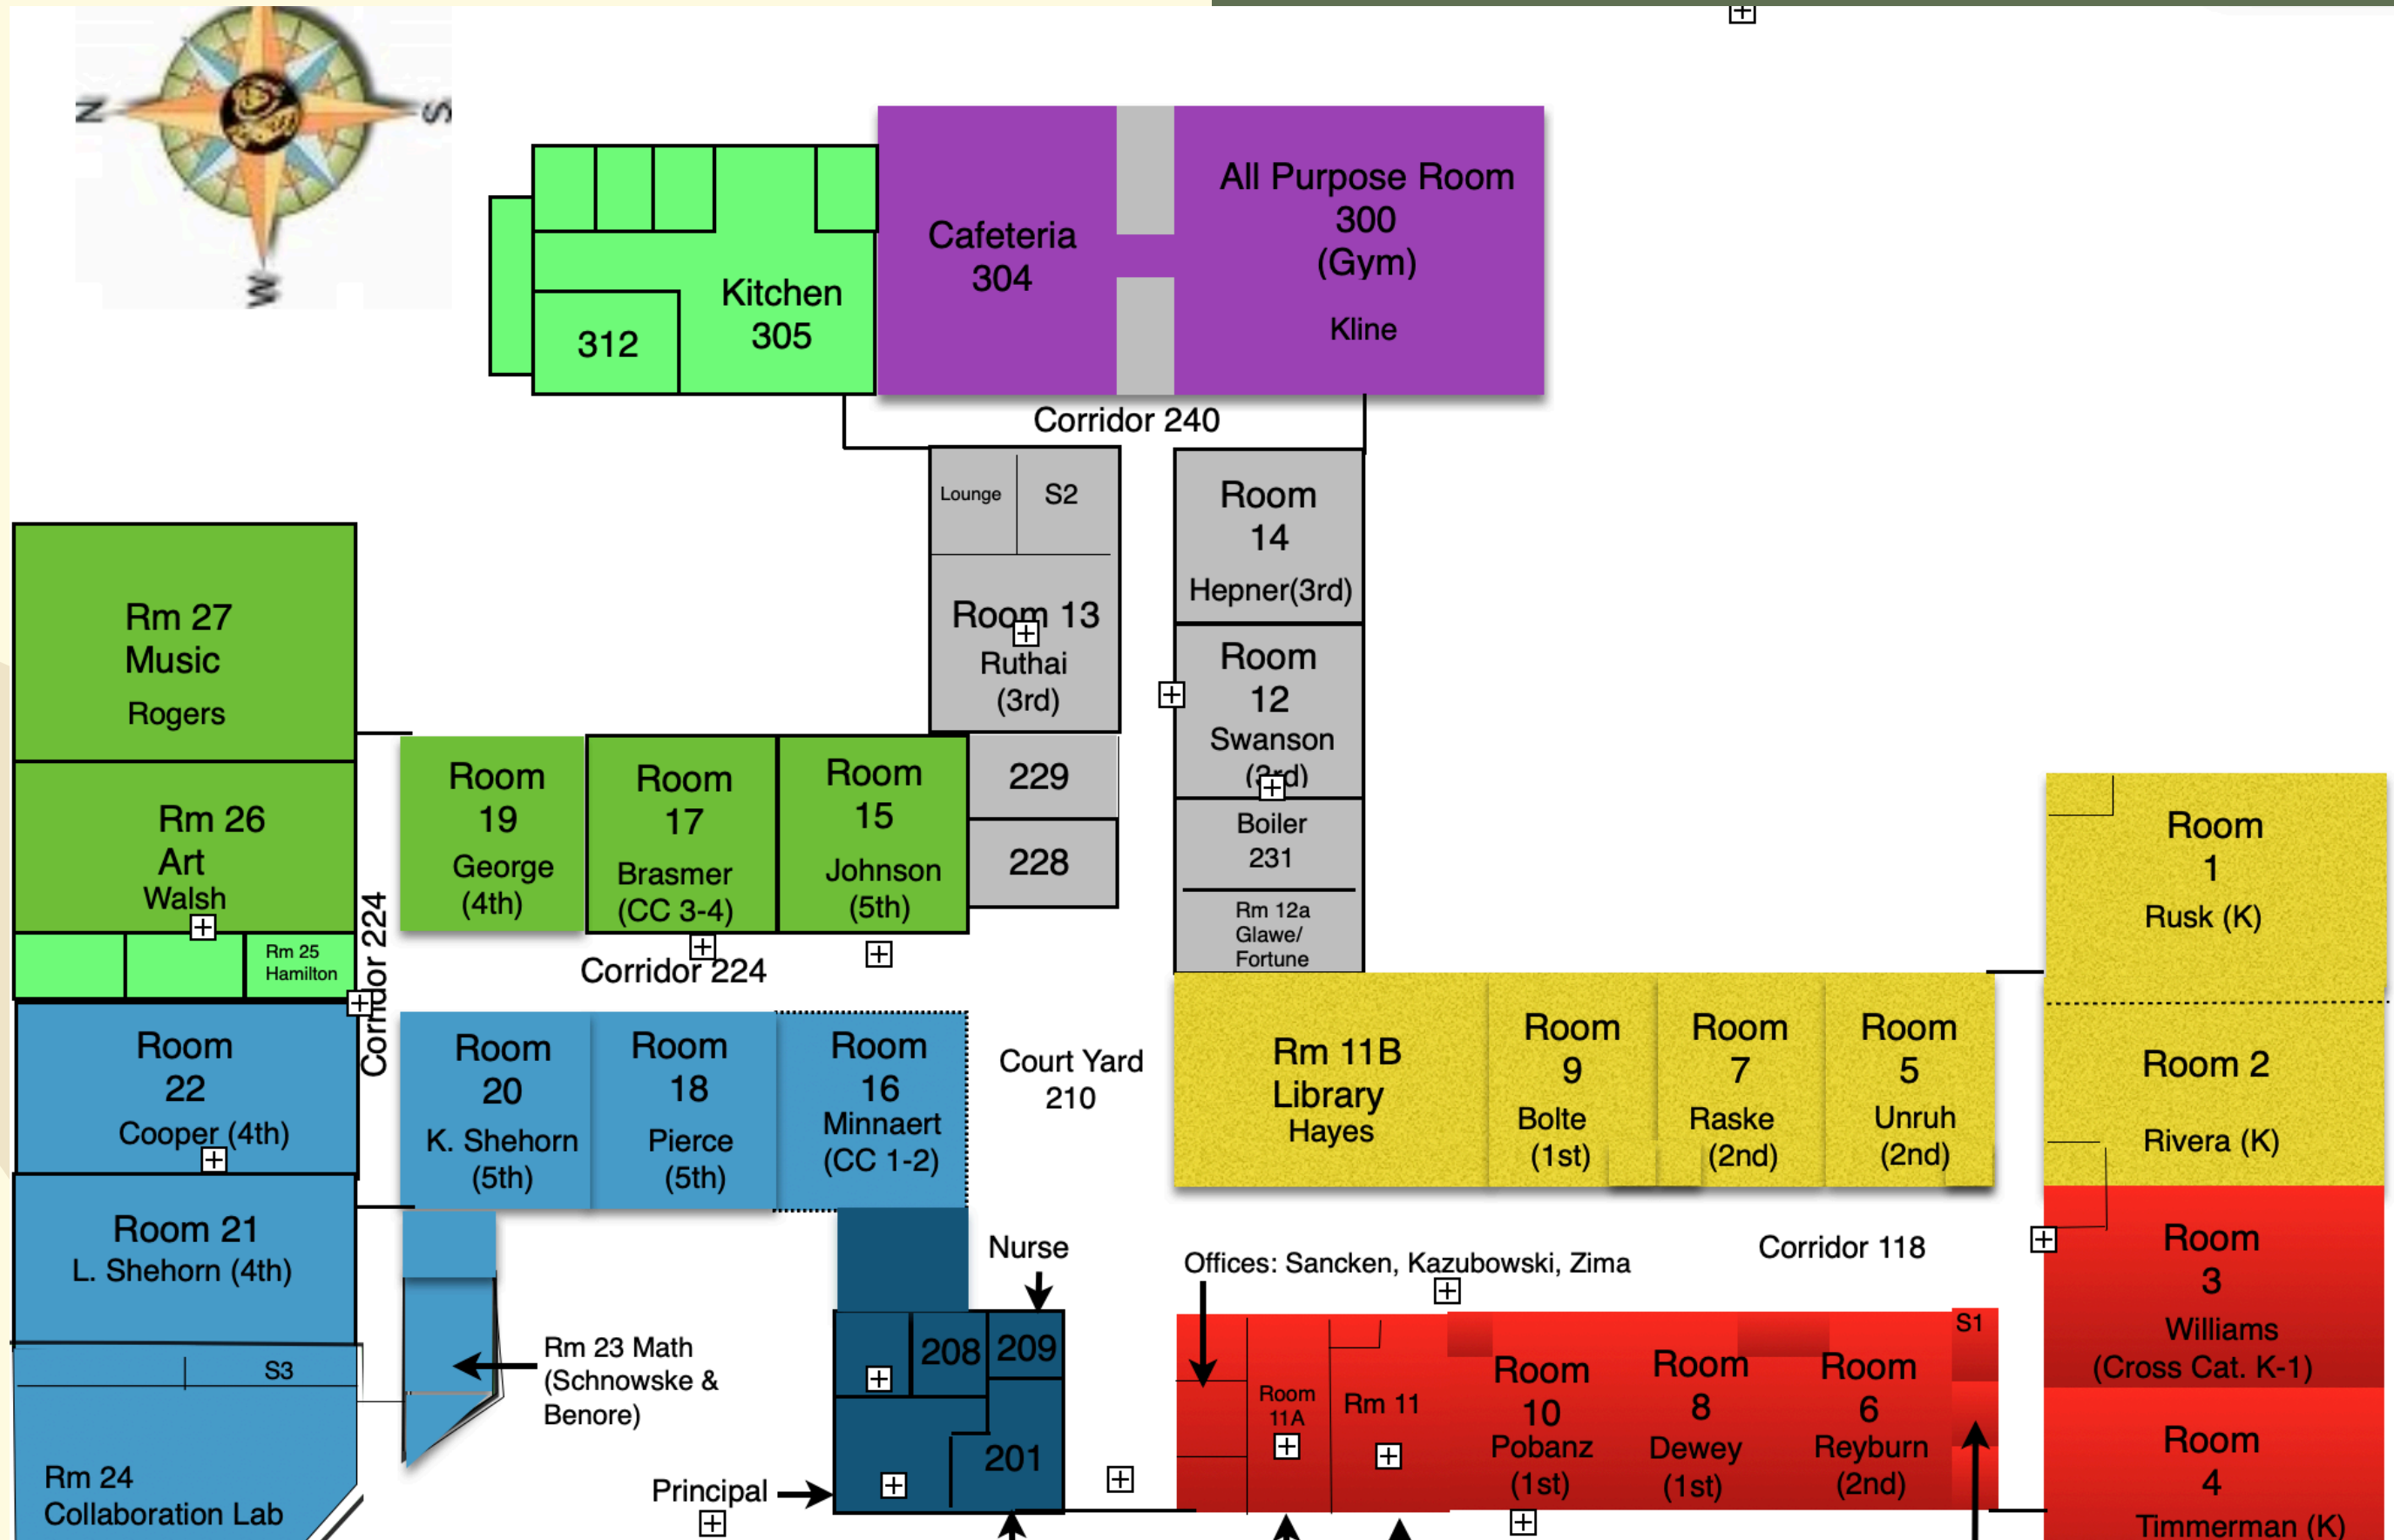 N
S
W
All Purpose Room
300
(Gym)
Kline
Cafeteria
304
Kitchen
305
312
Corridor 240
Lounge
S2
Room
14
Hepner(3rd)
Room 13
Ruthai
(3rd)
Room
12
Swanson
(3rd)
Rm 27
Music
Rogers
Rm 26
Art
Walsh
Rm 25
Hamilton
Corridor 224
Room
19
George
(4th)
Room
17
Brasmer
(CC 3-4)
Room
15
Johnson
(5th)
229
228
Boiler
231
Rm 12a
Glawe/
Fortune
Corridor 224
Room
1
Rusk (K)
Room
22
Cooper (4th)
Room
20
K. Shehorn
(5th)
Room
18
Pierce
(5th)
Room
16
Minnaert
(CC 1-2)
Court Yard
210
Rm 11B
Library
Hayes
Room
9
Bolte
(1st)
Room
7
Raske
(2nd)
Room
5
Unruh
(2nd)
Room 2
Rivera (K)
Room 21
L. Shehorn (4th)
Nurse
Offices: Sancken, Kazubowski, Zima
Corridor 118
Room
3
Williams
(Cross Cat. K-1)
S3
Rm 23 Math
(Schnowske &
Benore)
208
209
201
Principal
Room
11A
Rm 11
Room
10
Pobanz
(1st)
Room
8
Dewey
(1st)
Room
6
Reyburn
(2nd)
S1
Room
4
Timmerman (K)
Rm 24
Collaboration Lab